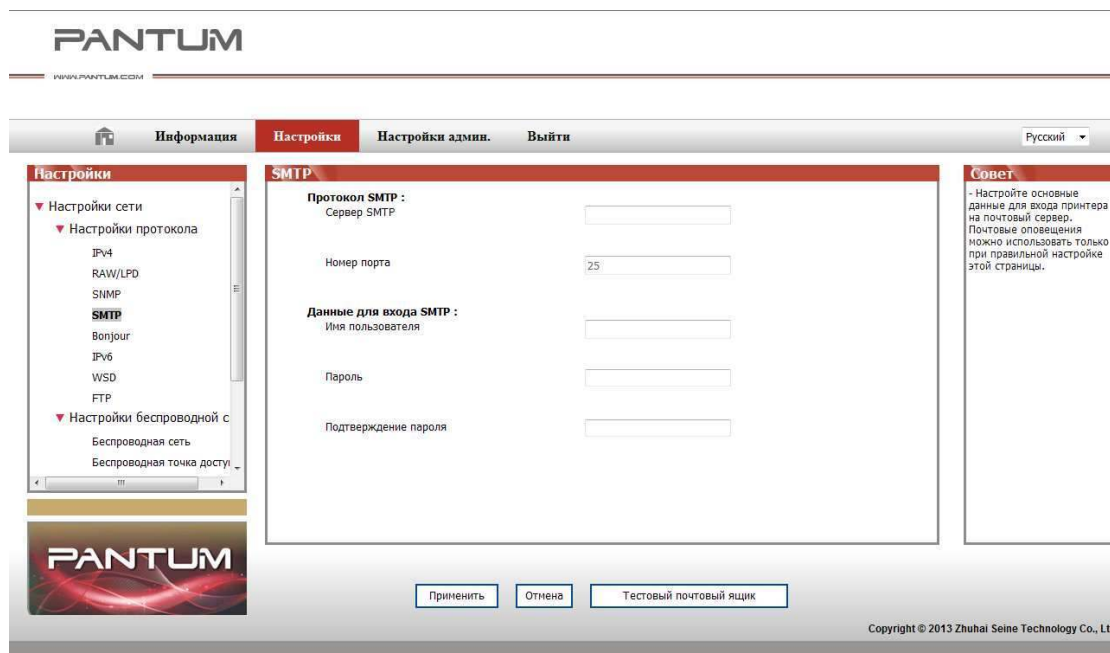 PANTUM
WWW.PANTUM.COM
Информация Настройки Настройки админ. Выйти Русский
Настройки
Настройки сети
Настройки протокола
IPv4
RAW/LPD
SNMP
SMTP
Bonjour
IPv6
WSD
FTP
Настройки беспроводной с
Беспроводная сеть
Беспроводная точка досту
PANTUM
SMTP
Протокол SMTP :
Сервер SMTP
Номер порта 25
Данные для входа SMTP :
Имя пользователя
Пароль
Подтверждение пароля
Совет
- Настройте основные
данные для входа принтера
на почтовый сервер.
Почтовые оповещения
можно использовать только
при правильной настройке
этой страницы.
Применить Отмена Тестовый почтовый ящик
Copyright © 2013 Zhuhai Seine Technology Co., Lt